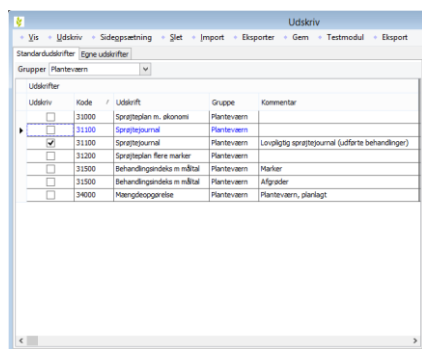 Udskriv
Vis Udskriv Sideopsætning Slet Import Eksporter Gem Testmodul Eksport
Standardudskrifter Egne udskrifter
Grupper Planteværn
Udskrifter
Udskriv Kode / Udskrift Gruppe Kommentar
31000 Sprøjteplan m. økonomi Planteværn
31100 Sprøjtejournal Planteværn
31100 Sprøjtejournal Planteværn Lovpligtig sprøjtejournal (udførte behandlinger)
31200 Sprøjteplan flere marker Planteværn
31500 Behandlingsindeks m måltal Planteværn Marker
31500 Behandlingsindeks m måltal Planteværn Afgrøder
34000 Mængdeopgørelse Planteværn Planteværn, planlagt